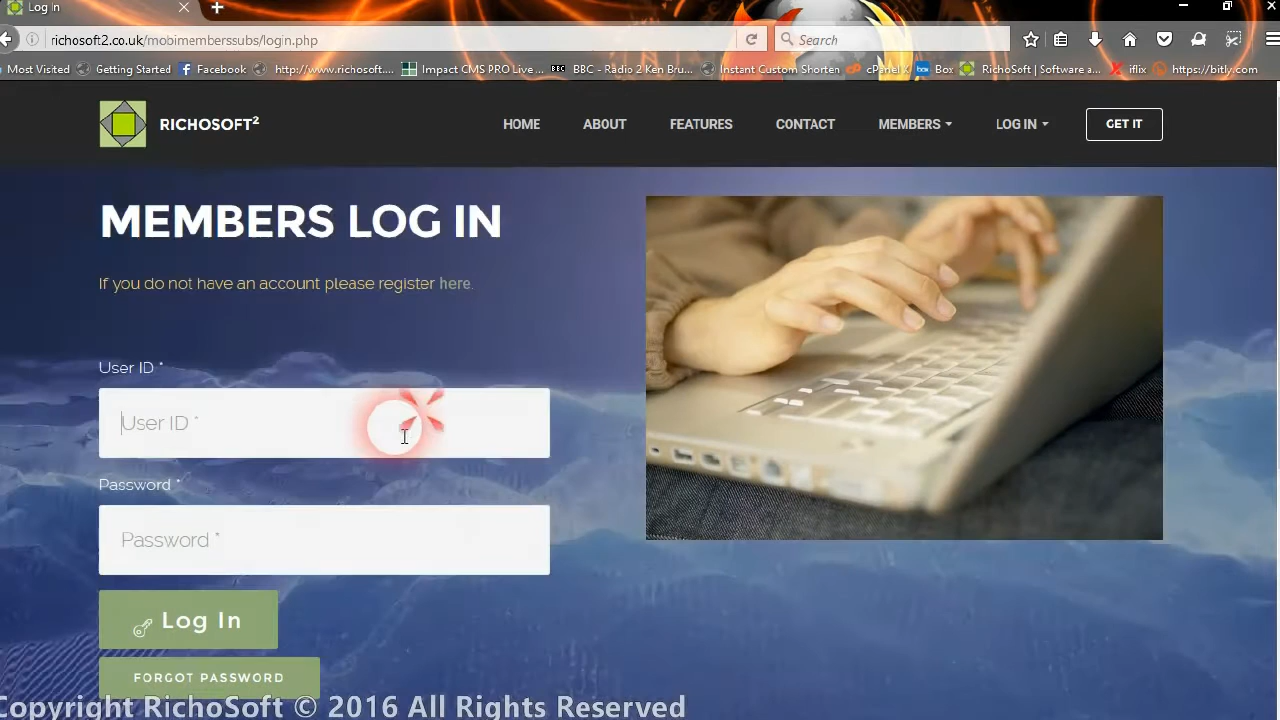 Log In
richosoft2.co.uk/mobimemberssubs/login.php
Search
Most Visited Getting Started Facebook http://www.richosoft.... Impact CMS PRO Live ... BBC BBC - Radio 2 Ken Bru... Instant Custom Shorten cPanel X box Box RichoSoft | Software a... iflix https://bitly.com
RICHOSOFT² HOME ABOUT FEATURES CONTACT MEMBERS LOG IN GET IT
MEMBERS LOG IN
If you do not have an account please register here.
User ID *
User ID *
Password *
Password *
Log In
FORGOT PASSWORD
Copyright RichoSoft © 2016 All Rights Reserved